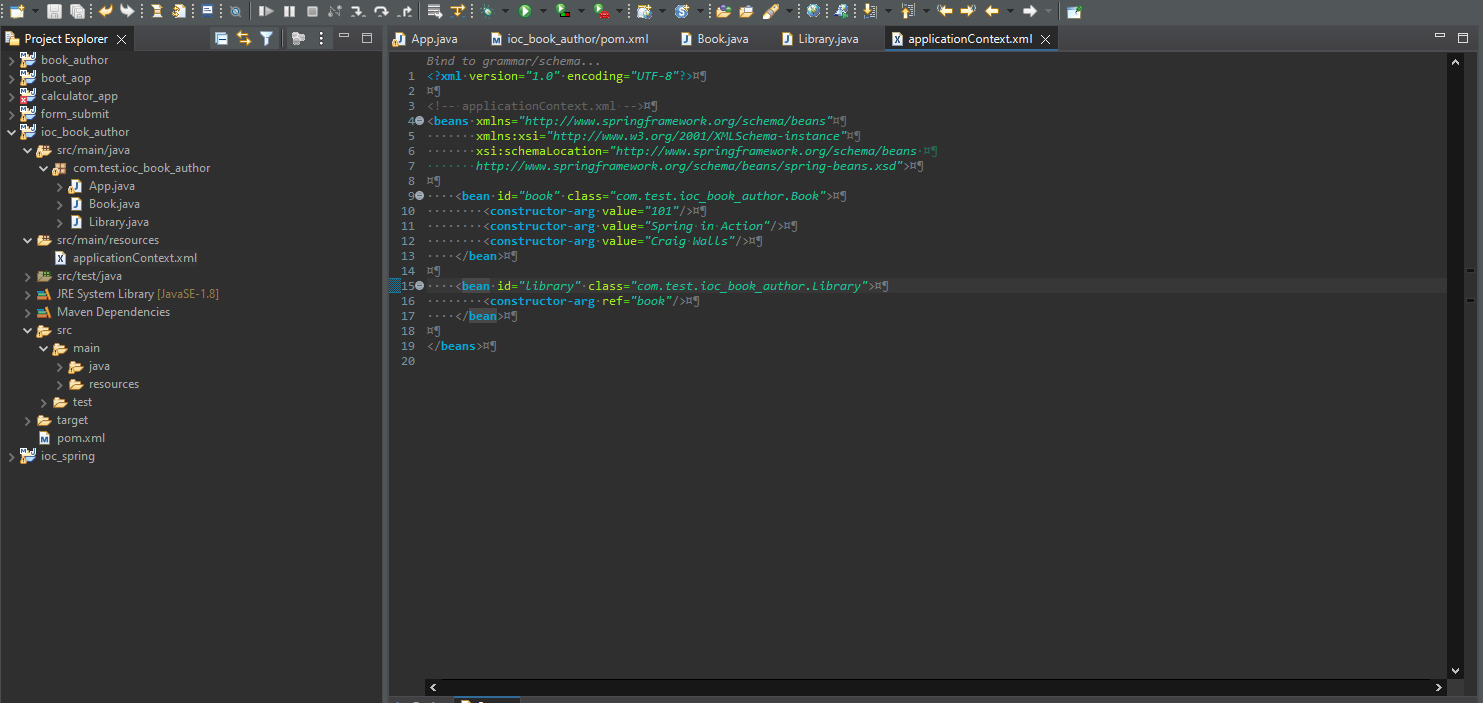 Project Explorer
book_author
boot_aop
calculator_app
form_submit
ioc_book_author
src/main/java
com.test.ioc_book_author
App.java
Book.java
Library.java
src/main/resources
applicationContext.xml
src/test/java
JRE System Library [JavaSE-1.8]
Maven Dependencies
src
main
java
resources
test
target
pom.xml
ioc_spring
App.java ioc_book_author/pom.xml Book.java Library.java applicationContext.xml
Bind to grammar/schema...
1 <?xml·version="1.0"·encoding="UTF-8"?>¤¶
2 ¤¶
3 <!--·applicationContext.xml·-->¤¶
4 <beans·xmlns="http://www.springframework.org/schema/beans"¤¶
5 ·······xmlns:xsi="http://www.w3.org/2001/XMLSchema-instance"¤¶
6 ·······xsi:schemaLocation="http://www.springframework.org/schema/beans·¤¶
7 ·······http://www.springframework.org/schema/beans/spring-beans.xsd">¤¶
8 ¤¶
9 ····<bean·id="book"·class="com.test.ioc_book_author.Book">¤¶
10 ········<constructor-arg·value="101"/>¤¶
11 ········<constructor-arg·value="Spring·in·Action"/>¤¶
12 ········<constructor-arg·value="Craig·Walls"/>¤¶
13 ····</bean>¤¶
14 ¤¶
15 ····<bean·id="library"·class="com.test.ioc_book_author.Library">¤¶
16 ········<constructor-arg·ref="book"/>¤¶
17 ····</bean>¤¶
18 ¤¶
19 </beans>¤¶
20